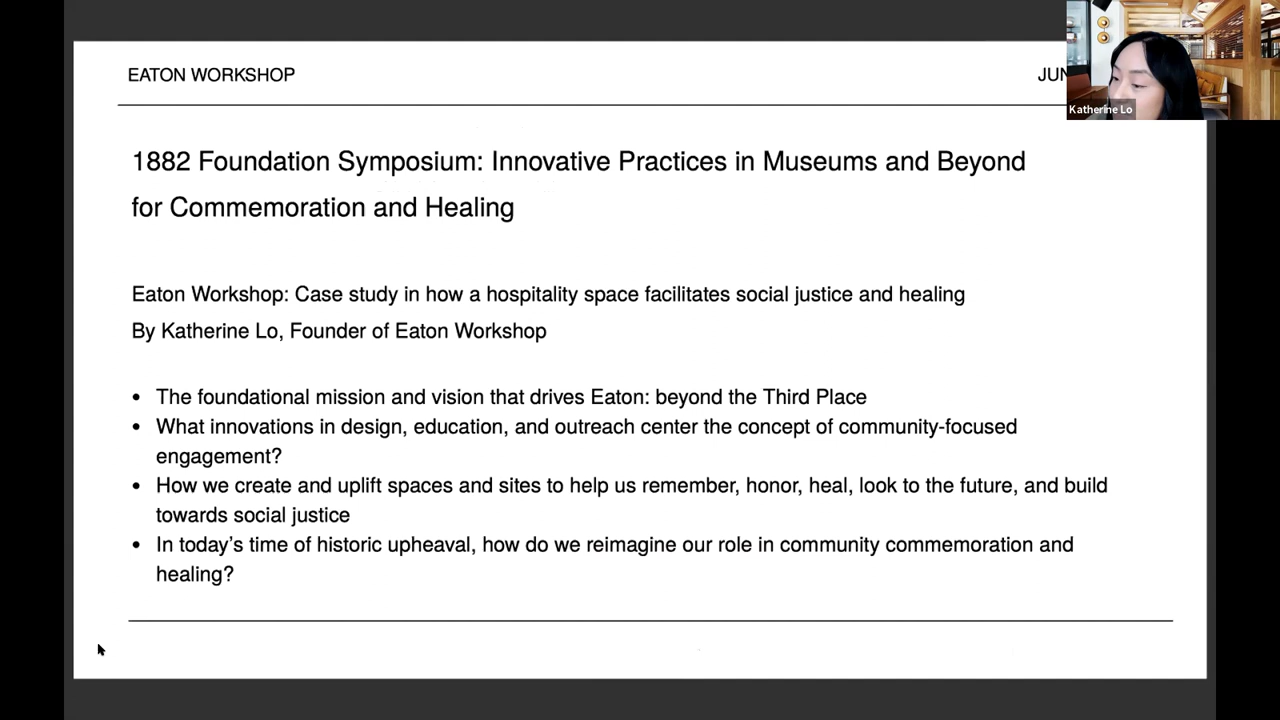 EATON WORKSHOP
Katherine Lo
1882 Foundation Symposium: Innovative Practices in Museums and Beyond
for Commemoration and Healing
Eaton Workshop: Case study in how a hospitality space facilitates social justice and healing
By Katherine Lo, Founder of Eaton Workshop
• The foundational mission and vision that drives Eaton: beyond the Third Place
• What innovations in design, education, and outreach center the concept of community-focused
engagement?
• How we create and uplift spaces and sites to help us remember, honor, heal, look to the future, and build
towards social justice
• In today’s time of historic upheaval, how do we reimagine our role in community commemoration and
healing?